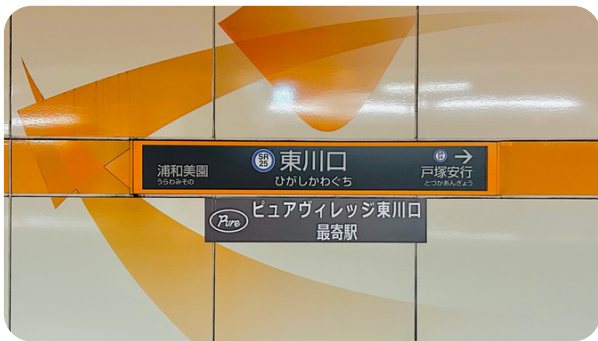 浦和美園
うらわみその
SR
25
東川口
ひがしかわぐち
戸塚安行
とづかあんぎょう
Pure
ピュアヴィレッジ東川口
最寄駅